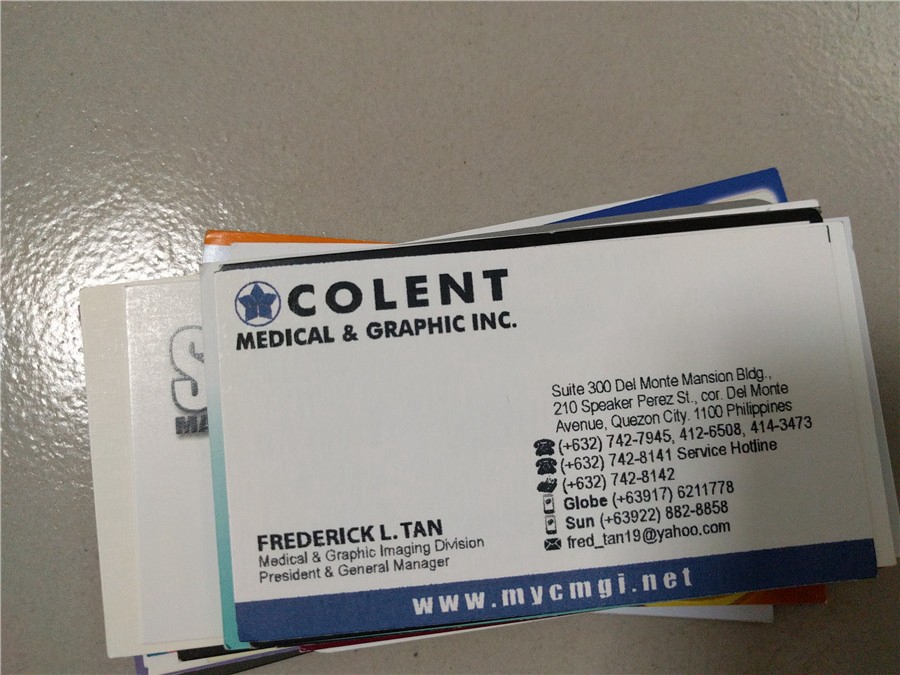 COLENT
MEDICAL & GRAPHIC INC.
Suite 300 Del Monte Mansion Bldg.,
210 Speaker Perez St., cor. Del Monte
Avenue, Quezon City. 1100 Philippines
(+632) 742-7945, 412-6508, 414-3473
(+632) 742-8141 Service Hotline
(+632) 742-8142
Globe (+63917) 6211778
Sun (+63922) 882-8858
fred_tan19@yahoo.com
FREDERICK L. TAN
Medical & Graphic Imaging Division
President & General Manager
www.mycmgi.net